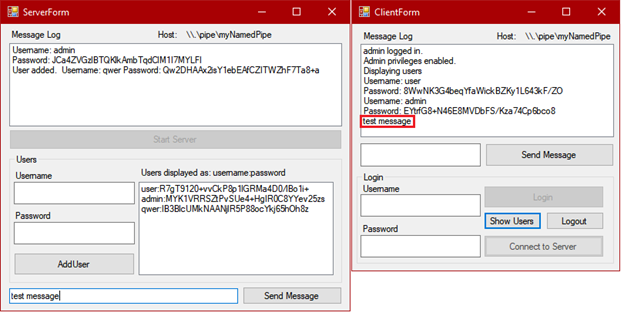 ServerForm
Message Log
Host: \\.\pipe\myNamedPipe
Username: admin
Password: JCa4ZVGzlBTQKlkAmbTqdClM1I7MYLFl
User added. Username: qwer Password: Qw2DHAAx2isY1ebEAfCZITWZhF7Ta8+a
Start Server
Users
Username
Password
AddUser
Users displayed as: username:password
user:R7gT9120+vvCkP8p1lGRMa4D0/lBo1i+
admin:MYK1VRRSZtPvSUe4+HgIR0C8YYev25zs
qwer:IB3BlcUMkNAANJlR5P88ocYkj65hOh8z
test message
Send Message
ClientForm
Message Log
Host: \\.\pipe\myNamedPipe
admin logged in.
Admin privileges enabled.
Displaying users
Username: user
Password: 8WwNK3G4beqYfaWickBZKy1L643kF/ZO
Username: admin
Password: EYtrfG8+N46E8MVDbFS/Kza74Cp6bco8
test message
Send Message
Login
Username
Password
Login
Show Users
Logout
Connect to Server